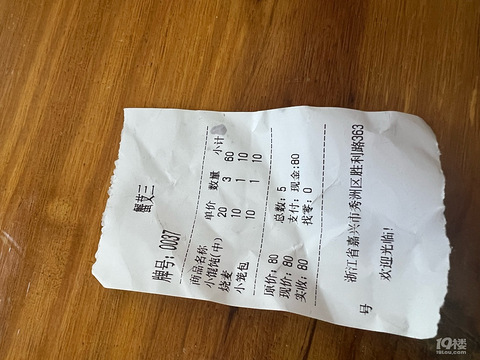 蟹艾三
牌号: 0037
商品名称 单价 数量 小计
小馄饨(中) 20 3 60
烧麦 10 1 10
小笼包 10 1 10
原价: 80 总数: 5
现价: 80 支付: 现金:80
实收: 80 找零: 0
浙江省嘉兴市秀洲区胜利路363
号 欢迎光临!
19楼
19lou.com